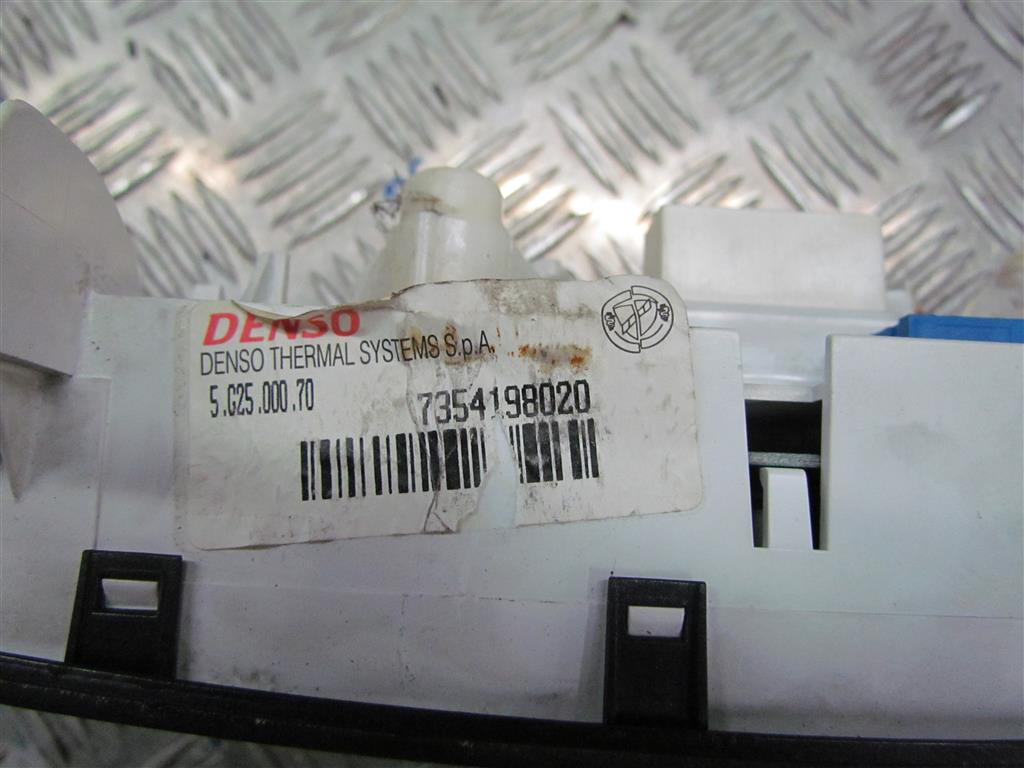 DENSO
DENSO THERMAL SYSTEMS S.p.A.
5.G25.000.70
7354198020